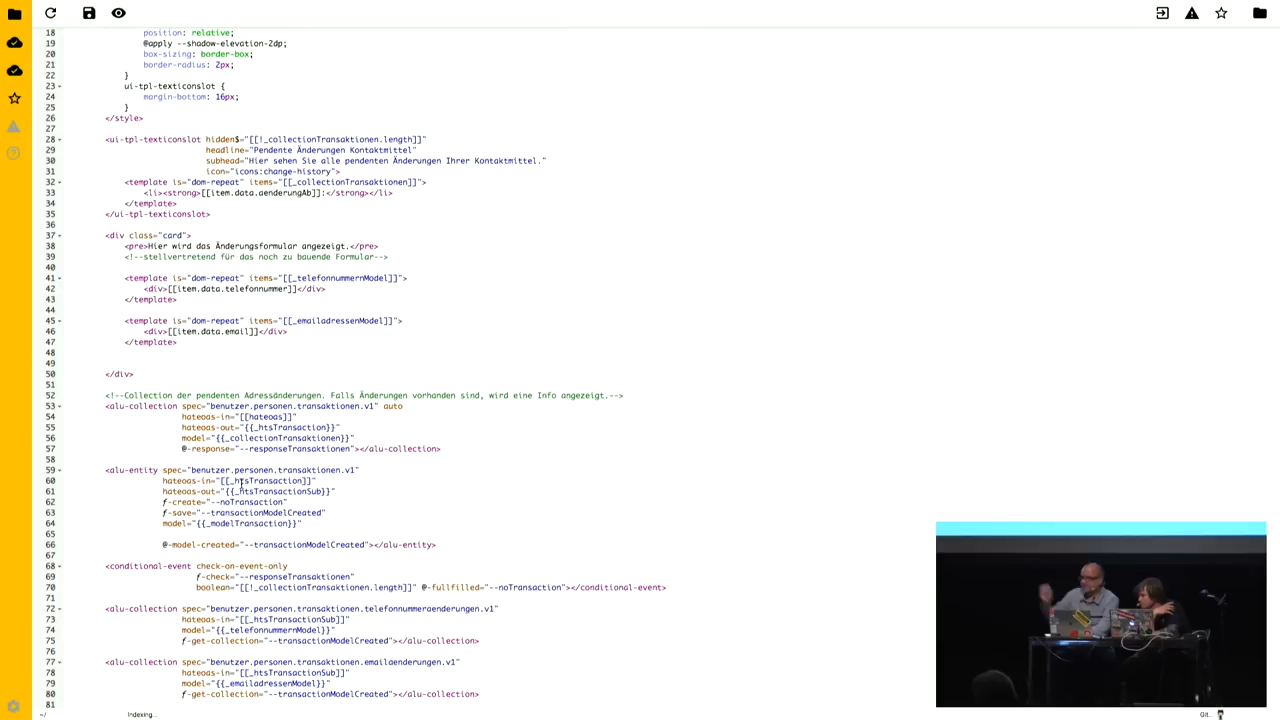 18 position: relative;
19 @apply --shadow-elevation-2dp;
20 box-sizing: border-box;
21 border-radius: 2px;
22 }
23 ui-tpl-texticonslot {
24 margin-bottom: 16px;
25 }
26 </style>
27
28 <ui-tpl-texticonslot hidden$="[[!_collectionTransaktionen.length]]"
29 headline="Pendente Änderungen Kontaktmittel"
30 subhead="Hier sehen Sie alle pendenten Änderungen Ihrer Kontaktmittel."
31 icon="icons:change-history">
32 <template is="dom-repeat" items="[[_collectionTransaktionen]]">
33 <li><strong>[[item.data.aenderungAb]]:</strong></li>
34 </template>
35 </ui-tpl-texticonslot>
36
37 <div class="card">
38 <pre>Hier wird das Änderungsformular angezeigt.</pre>
39 <!--stellvertretend für das noch zu bauende Formular-->
40
41 <template is="dom-repeat" items="[[_telefonnummernModel]]">
42 <div>[[item.data.telefonnummer]]</div>
43 </template>
44
45 <template is="dom-repeat" items="[[_emailadressenModel]]">
46 <div>[[item.data.email]]</div>
47 </template>
48
49
50 </div>
51
52 <!--Collection der pendenten Adressänderungen. Falls Änderungen vorhanden sind, wird eine Info angezeigt.-->
53 <alu-collection spec="benutzer.personen.transaktionen.v1" auto
54 hateoas-in="[[hateoas]]"
55 hateoas-out="{{_htsTransaction}}"
56 model="{{_collectionTransaktionen}}"
57 @-response="--responseTransaktionen"></alu-collection>
58
59 <alu-entity spec="benutzer.personen.transaktionen.v1"
60 hateoas-in="[[_htsTransaction]]"
61 hateoas-out="{{_htsTransactionSub}}"
62 ƒ-create="--noTransaction"
63 ƒ-save="--transactionModelCreated"
64 model="{{_modelTransaction}}"
65
66 @-model-created="--transactionModelCreated"></alu-entity>
67
68 <conditional-event check-on-event-only
69 ƒ-check="--responseTransaktionen"
70 boolean="[[!_collectionTransaktionen.length]]" @-fullfilled="--noTransaction"></conditional-event>
71
72 <alu-collection spec="benutzer.personen.transaktionen.telefonnummeraenderungen.v1"
73 hateoas-in="[[_htsTransactionSub]]"
74 model="{{_telefonnummernModel}}"
75 ƒ-get-collection="--transactionModelCreated"></alu-collection>
76
77 <alu-collection spec="benutzer.personen.transaktionen.emailaenderungen.v1"
78 hateoas-in="[[_htsTransactionSub]]"
79 model="{{_emailadressenModel}}"
80 ƒ-get-collection="--transactionModelCreated"></alu-collection>
81
~/ Indexing... Git...